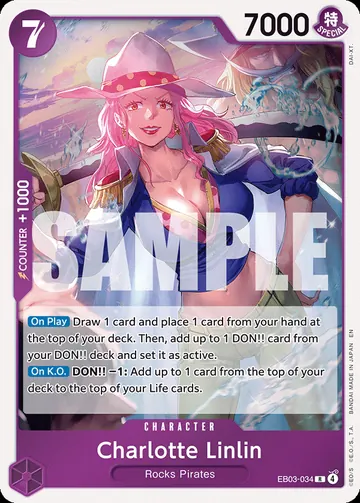 7
7000
特
SPECIAL
DAI-XT.
COUNTER +1000
SAMPLE
On Play Draw 1 card and place 1 card from your hand at
the top of your deck. Then, add up to 1 DON!! card from
your DON!! deck and set it as active.
On K.O. DON!! −1: Add up to 1 card from the top of your
deck to the top of your Life cards.
CHARACTER
Charlotte Linlin
Rocks Pirates
EB03-034 R 4
©E.O./S., ©E.O./S., T.A. BANDAI MADE IN JAPAN EN